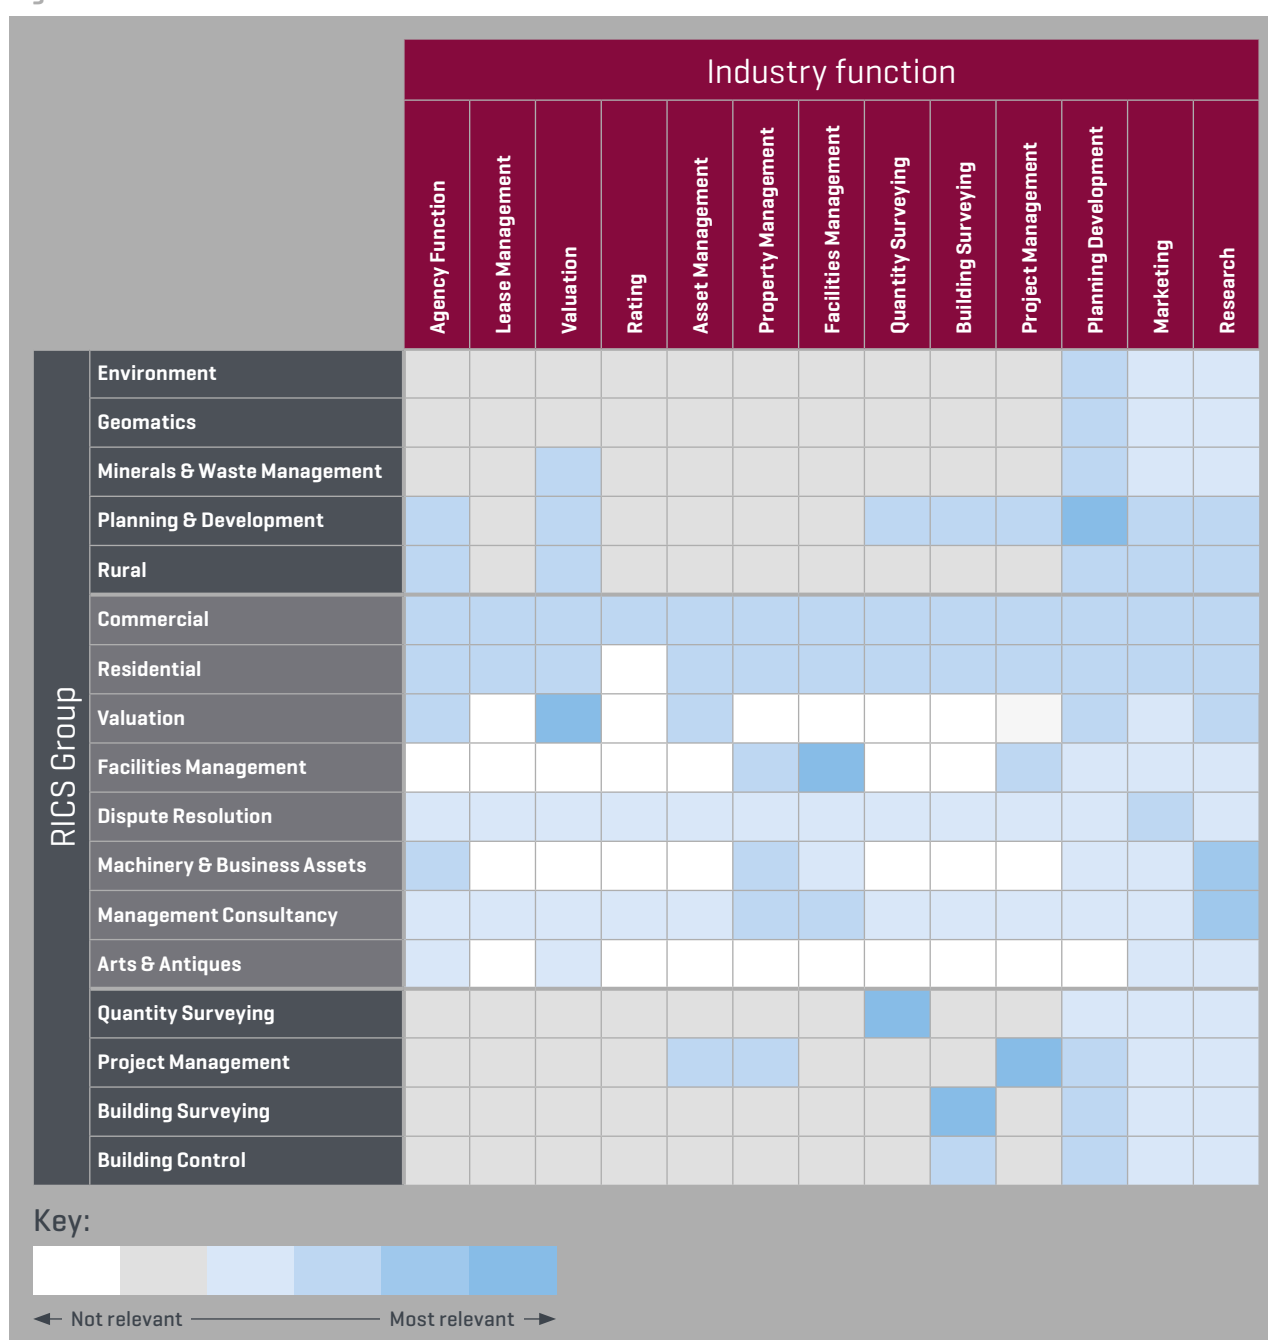 Industry function
Agency Function
Lease Management
Valuation
Rating
Asset Management
Property Management
Facilities Management
Quantity Surveying
Building Surveying
Project Management
Planning Development
Marketing
Research
RICS Group
Environment
Geomatics
Minerals & Waste Management
Planning & Development
Rural
Commercial
Residential
Valuation
Facilities Management
Dispute Resolution
Machinery & Business Assets
Management Consultancy
Arts & Antiques
Quantity Surveying
Project Management
Building Surveying
Building Control
Key:
Not relevant
Most relevant